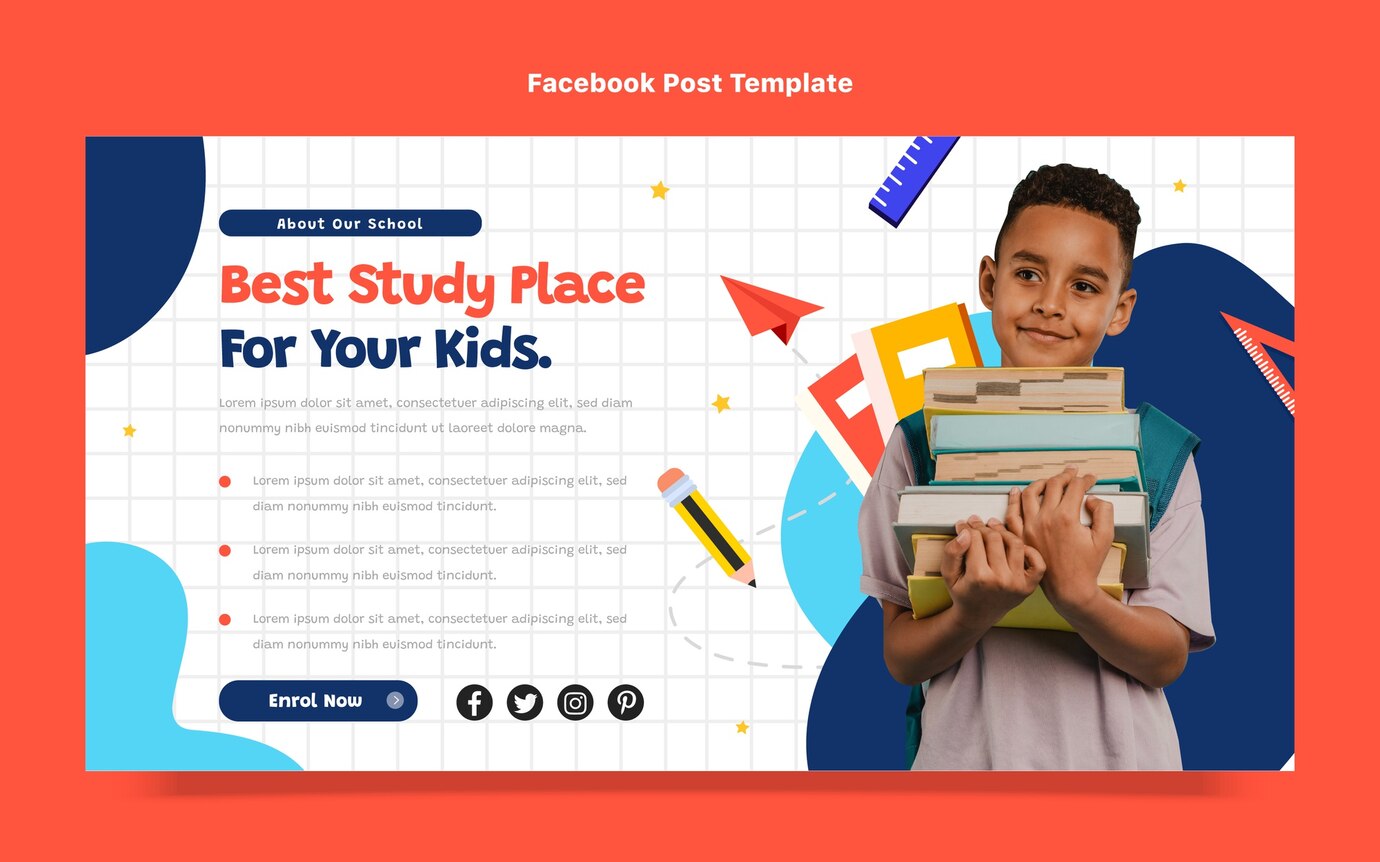 Facebook Post Template
About Our School
Best Study Place
For Your Kids.
Lorem ipsum dolor sit amet, consectetuer adipiscing elit, sed diam
nonummy nibh euismod tincidunt ut laoreet dolore magna.
Lorem ipsum dolor sit amet, consectetuer adipiscing elit, sed
diam nonummy nibh euismod tincidunt.
Lorem ipsum dolor sit amet, consectetuer adipiscing elit, sed
diam nonummy nibh euismod tincidunt.
Lorem ipsum dolor sit amet, consectetuer adipiscing elit, sed
diam nonummy nibh euismod tincidunt.
Enrol Now